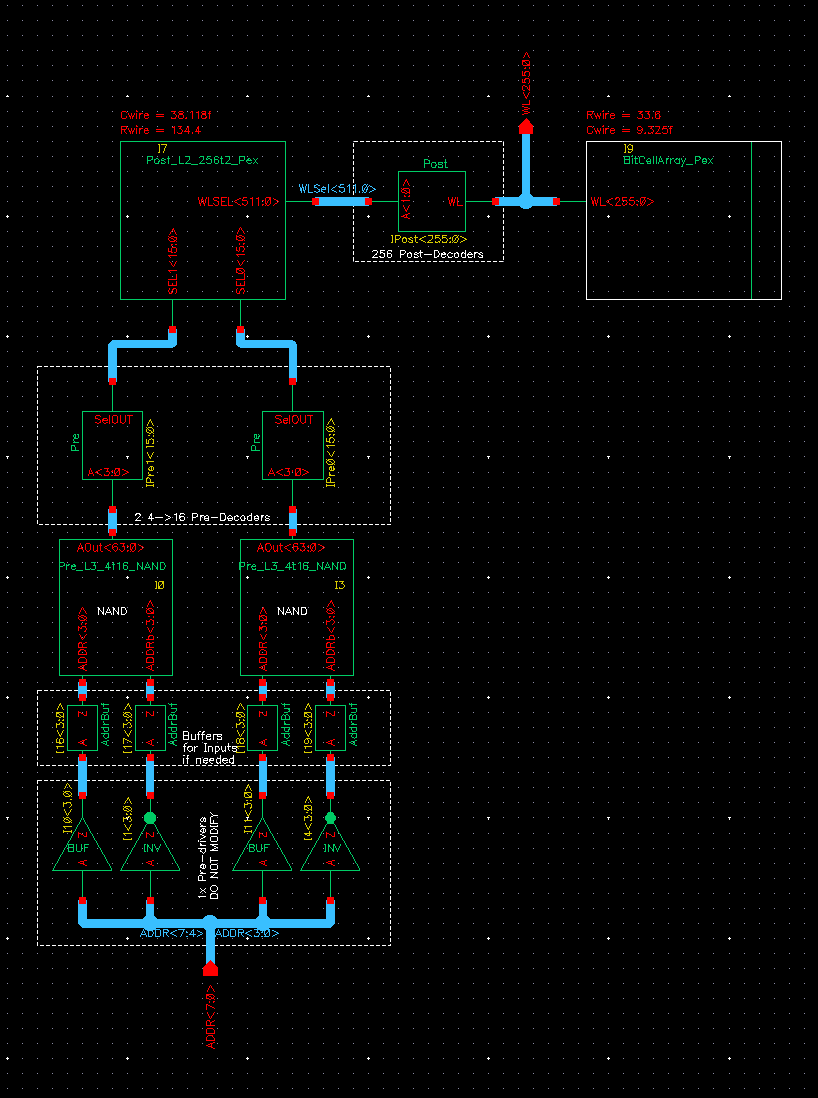 WL<255:0>
Cwire = 38.118f
Rwire = 134.4
I7
Post_L2_256t2_Pex
WLSEL<511:0>
SEL1<15:0>
SEL0<15:0>
WLSel<511:0>
Post
A<1:0>
WL
IPost<255:0>
256 Post-Decoders
Rwire = 33.6
Cwire = 9.325f
I9
BitCellArray_Pex
WL<255:0>
SelOUT
Pre
A<3:0>
IPre1<15:0>
SelOUT
Pre
A<3:0>
IPre0<15:0>
2 4->16 Pre-Decoders
AOut<63:0>
Pre_L3_4t16_NAND
I0
NAND
ADDR<3:0>
ADDRb<3:0>
AOut<63:0>
Pre_L3_4t16_NAND
I3
NAND
ADDR<3:0>
ADDRb<3:0>
I16<3:0>
Z
A
AddrBuf
I17<3:0>
Z
A
AddrBuf
Buffers
for Inputs
if needed
I18<3:0>
Z
A
AddrBuf
I19<3:0>
Z
A
AddrBuf
I10<3:0>
Z
BUF
A
I1<3:0>
Z
INV
A
1x Pre-drivers
DO NOT MODIFY
I11<3:0>
Z
BUF
A
I4<3:0>
Z
INV
A
ADDR<7:4>
ADDR<3:0>
ADDR<7:0>